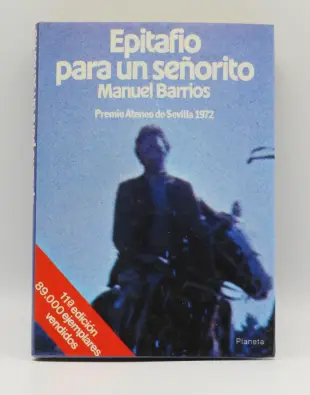 Epitafio
para un señorito
Manuel Barrios
Premio Ateneo de Sevilla 1972
11ª edición
89.000 ejemplares
vendidos
Planeta